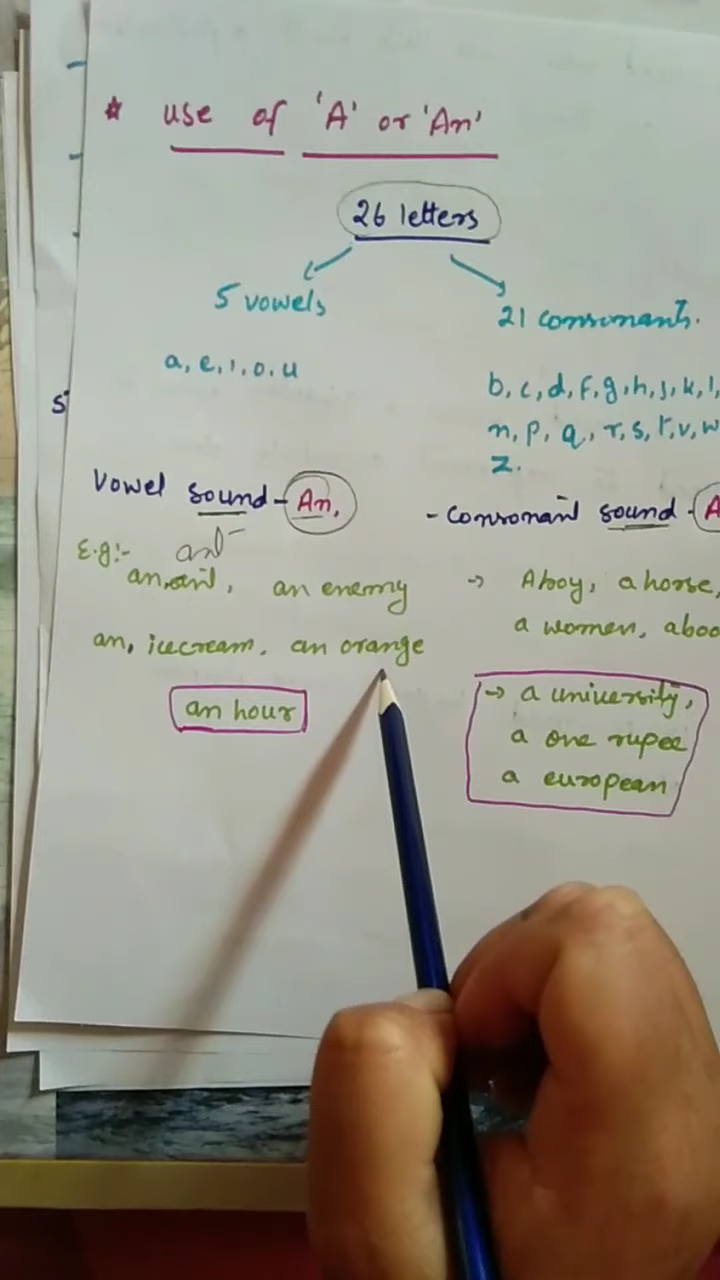 * use of 'A' or 'An'
26 letters
5 vowels
a, e, i, o, u
21 consonants.
b, c, d, f, g, h, j, k, l,
n, p, q, r, s, t, v, w
z.
Vowel sound - An,
E.g:- ant
an, ant, an enemy
an, icecream, an orange
an hour
- consonant sound - A
-> A boy, a horse,
a women, a boo
-> a university,
a one rupee
a european